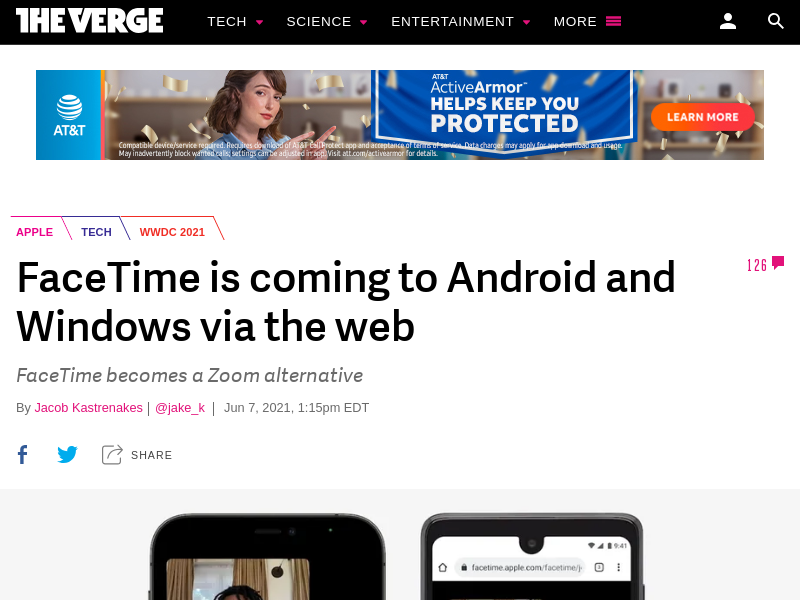 THE VERGE TECH SCIENCE ENTERTAINMENT MORE
AT&T
AT&T
ActiveArmor™
HELPS KEEP YOU
PROTECTED
LEARN MORE
Compatible device/service required. Requires download of AT&T Call Protect app and acceptance of terms of service. Data charges may apply for app download and usage.
May inadvertently block wanted calls; settings can be adjusted in app. Visit att.com/activearmor for details.
APPLE TECH WWDC 2021
FaceTime is coming to Android and
Windows via the web
126
FaceTime becomes a Zoom alternative
By Jacob Kastrenakes | @jake_k | Jun 7, 2021, 1:15pm EDT
SHARE
9:41
facetime.apple.com/facetime/j